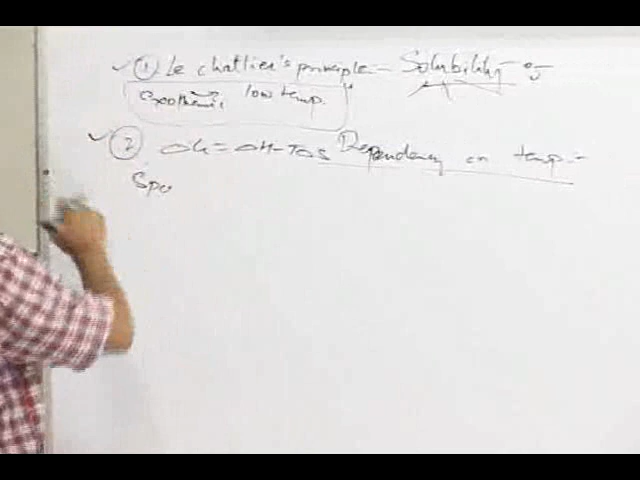 ① Le chatlier's principle - Solubility
exothermic low temp.
② ΔG = ΔH-TΔS Dependency on temp :-
Spo